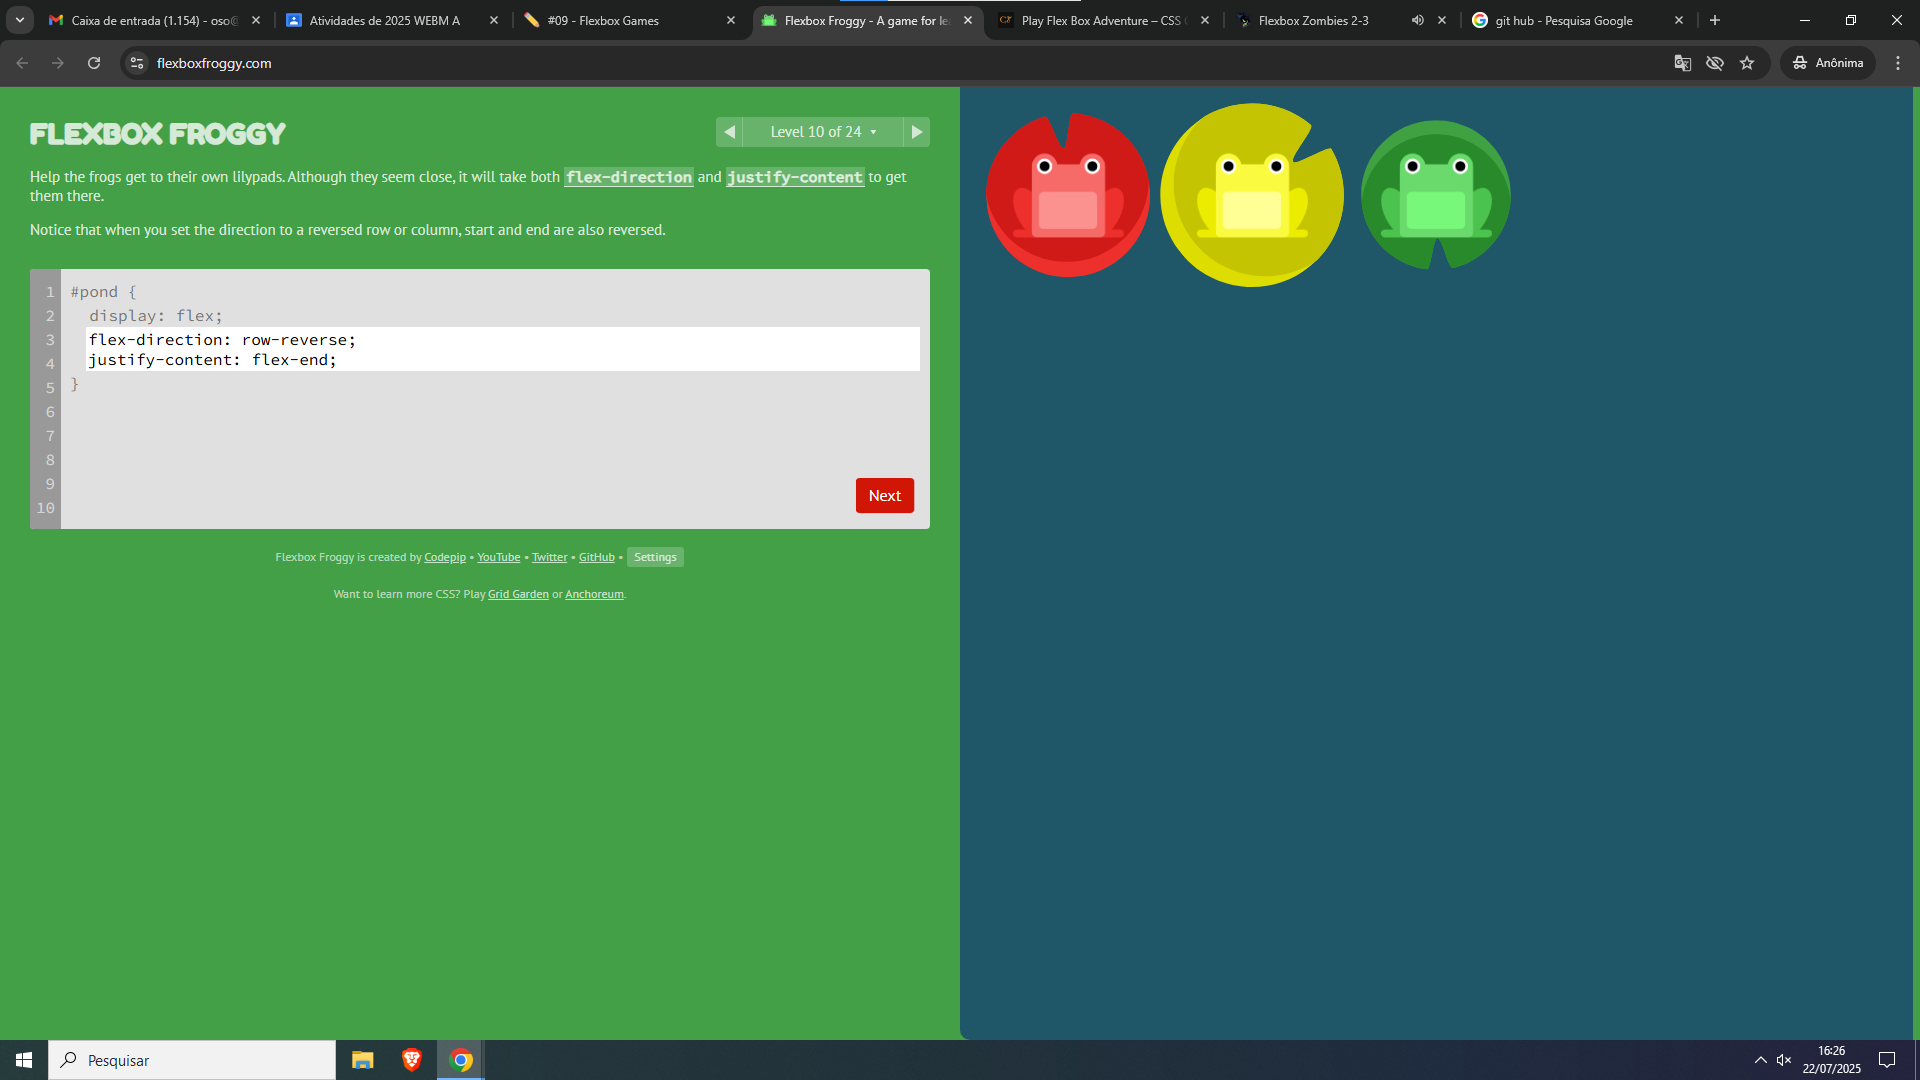 Caixa de entrada (1.154) - oso@
Atividades de 2025 WEBM A
#09 - Flexbox Games
Flexbox Froggy - A game for le
Play Flex Box Adventure – CSS
Flexbox Zombies 2-3
git hub - Pesquisa Google
flexboxfroggy.com
Anônima
FLEXBOX FROGGY
Level 10 of 24
Help the frogs get to their own lilypads. Although they seem close, it will take both flex-direction and justify-content to get
them there.
Notice that when you set the direction to a reversed row or column, start and end are also reversed.
1 #pond {
2 display: flex;
3 flex-direction: row-reverse;
4 justify-content: flex-end;
5 }
6
7
8
9
10
Next
Flexbox Froggy is created by Codepip • YouTube • Twitter • GitHub • Settings
Want to learn more CSS? Play Grid Garden or Anchoreum.
Pesquisar
16:26
22/07/2025